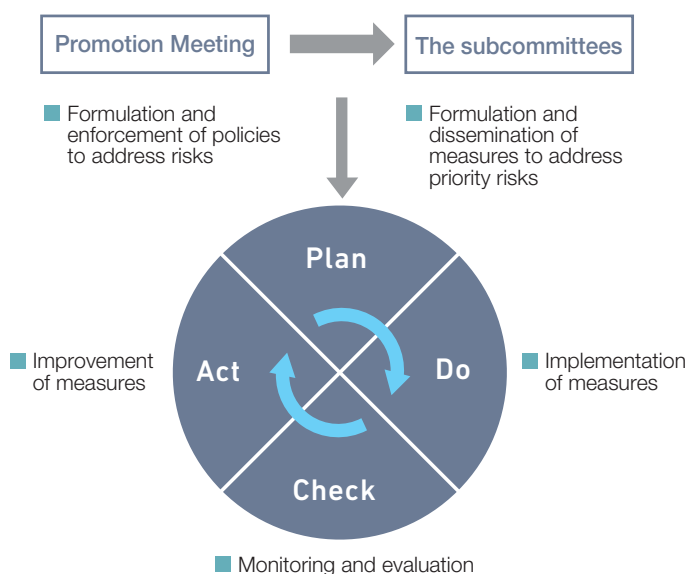 Promotion Meeting
The subcommittees
Formulation and
enforcement of policies
to address risks
Formulation and
dissemination of
measures to address
priority risks
Plan
Act
Do
Check
Improvement
of measures
Implementation
of measures
Monitoring and evaluation